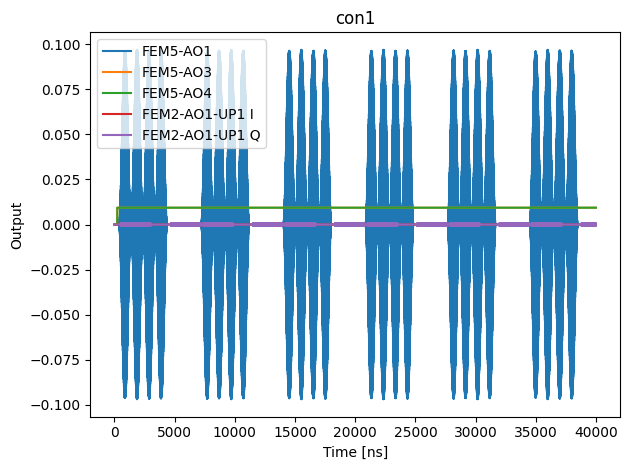 con1
FEM5-AO1
FEM5-AO3
FEM5-AO4
FEM2-AO1-UP1 I
FEM2-AO1-UP1 Q
Output
0.100
0.075
0.050
0.025
0.000
−0.025
−0.050
−0.075
−0.100
0
5000
10000
15000
20000
25000
30000
35000
40000
Time [ns]